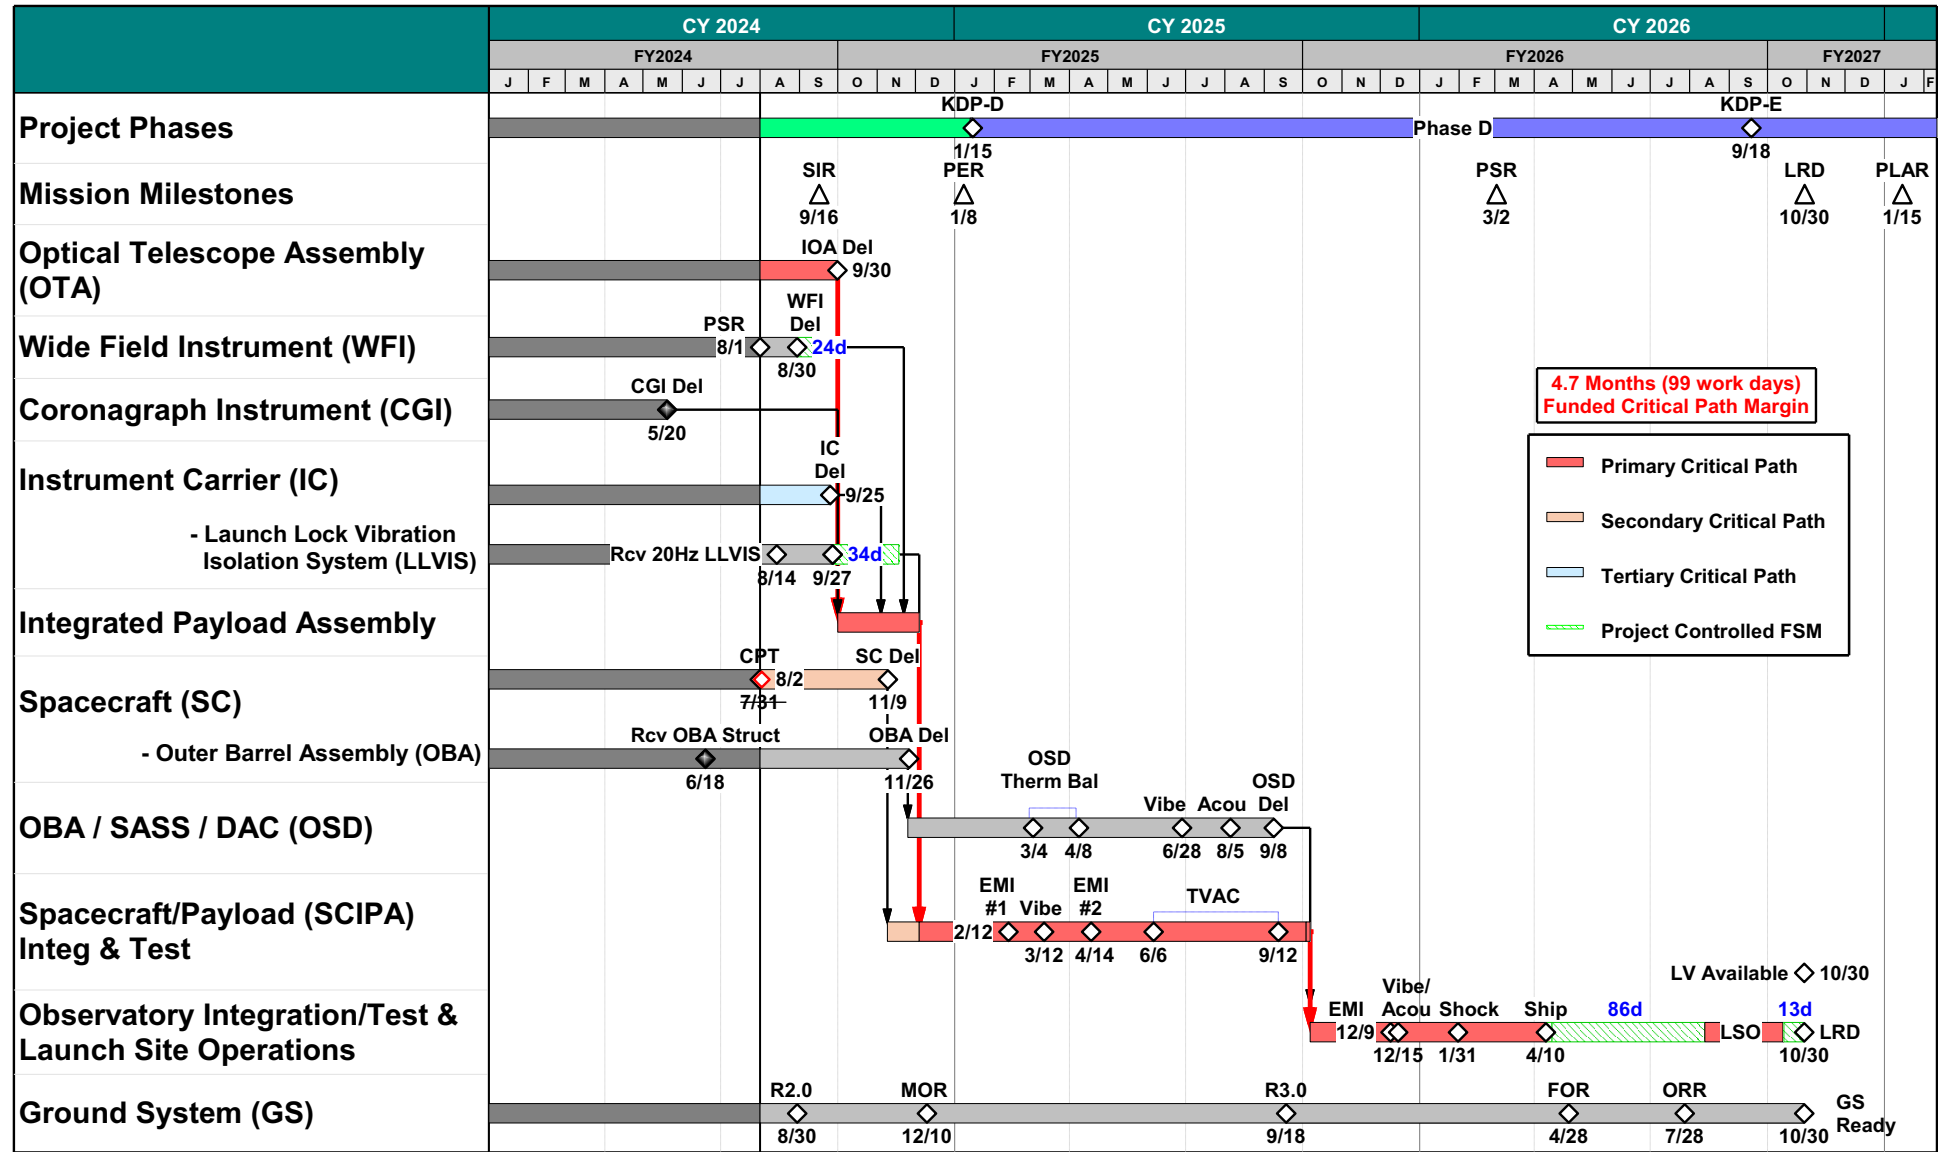 CY 2024
CY 2025
CY 2026
FY2024
FY2025
FY2026
FY2027
J F M A M J J A S O N D J F M A M J J A S O N D J F M A M J J A S O N D J F
Project Phases
KDP-D
1/15
Phase D
KDP-E
9/18
Mission Milestones
SIR
9/16
PER
1/8
PSR
3/2
LRD
10/30
PLAR
1/15
Optical Telescope Assembly
(OTA)
IOA Del
9/30
Wide Field Instrument (WFI)
PSR
8/1
WFI
Del
8/30
24d
Coronagraph Instrument (CGI)
CGI Del
5/20
4.7 Months (99 work days)
Funded Critical Path Margin
Primary Critical Path
Secondary Critical Path
Tertiary Critical Path
Project Controlled FSM
Instrument Carrier (IC)
IC
Del
9/25
- Launch Lock Vibration
Isolation System (LLVIS)
Rcv 20Hz LLVIS
8/14
9/27
34d
Integrated Payload Assembly
Spacecraft (SC)
CPT
8/2
7/31
SC Del
11/9
- Outer Barrel Assembly (OBA)
Rcv OBA Struct
6/18
OBA Del
11/26
OBA / SASS / DAC (OSD)
OSD
Therm Bal
3/4
4/8
Vibe
6/28
Acou
8/5
OSD
Del
9/8
Spacecraft/Payload (SCIPA)
Integ & Test
2/12
EMI
#1
Vibe
3/12
EMI
#2
4/14
TVAC
6/6
9/12
LV Available
10/30
Observatory Integration/Test &
Launch Site Operations
EMI
12/9
Vibe/
Acou
12/15
Shock
1/31
Ship
4/10
86d
LSO
13d
LRD
10/30
Ground System (GS)
R2.0
8/30
MOR
12/10
R3.0
9/18
FOR
4/28
ORR
7/28
10/30
GS
Ready